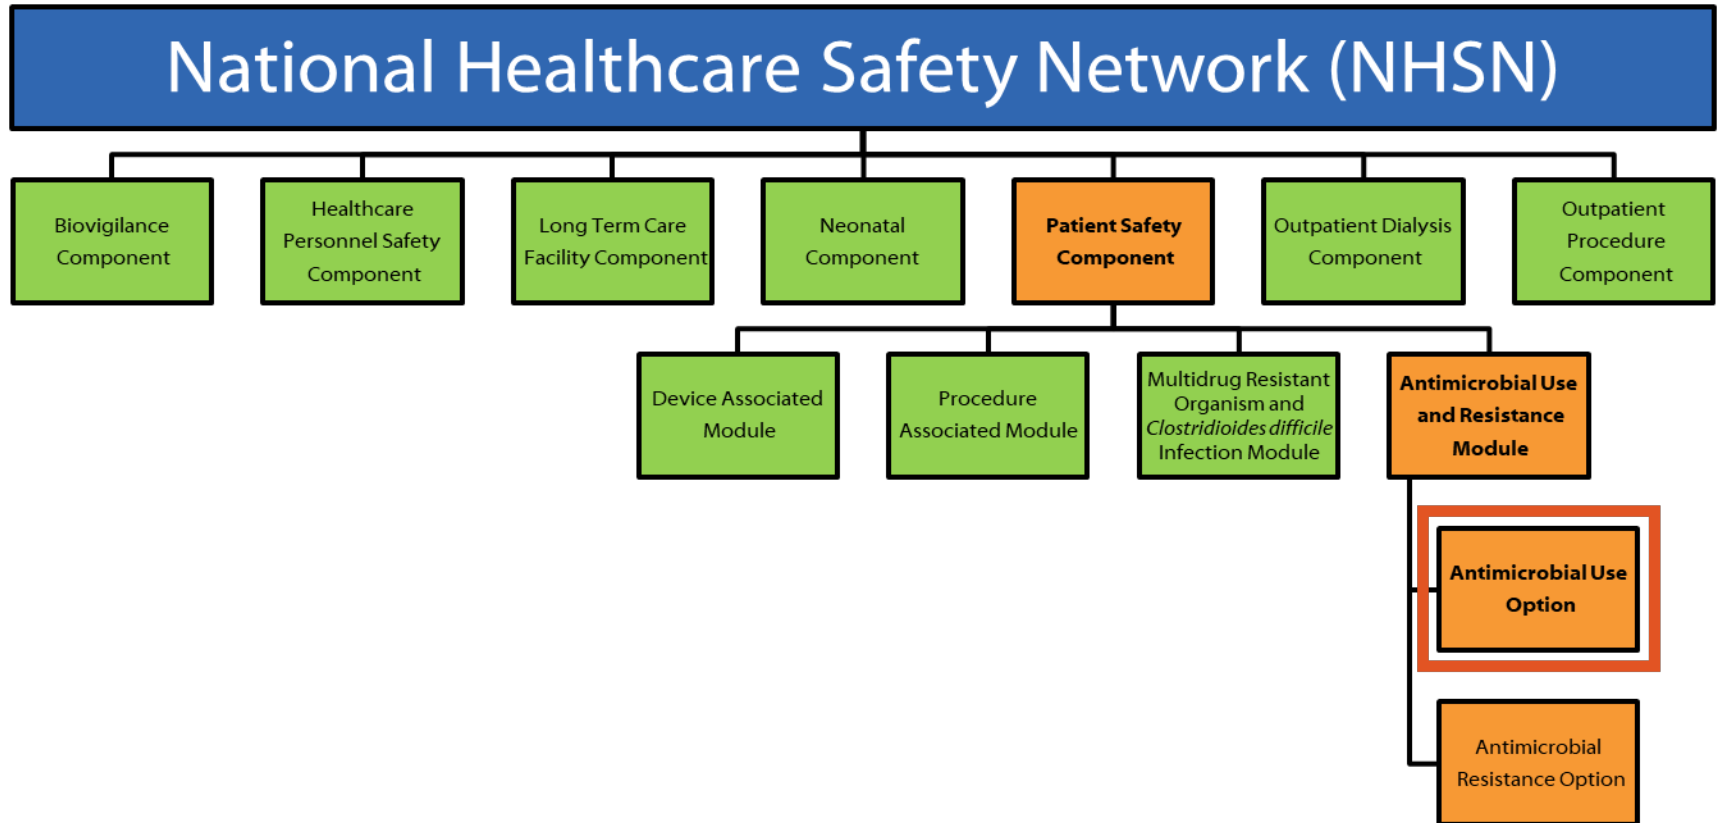 National Healthcare Safety Network (NHSN)
Biovigilance
Component
Healthcare
Personnel Safety
Component
Long Term Care
Facility Component
Neonatal
Component
Patient Safety
Component
Outpatient Dialysis
Component
Outpatient
Procedure
Component
Device Associated
Module
Procedure
Associated Module
Multidrug Resistant
Organism and
Clostridioides difficile
Infection Module
Antimicrobial Use
and Resistance
Module
Antimicrobial Use
Option
Antimicrobial
Resistance Option